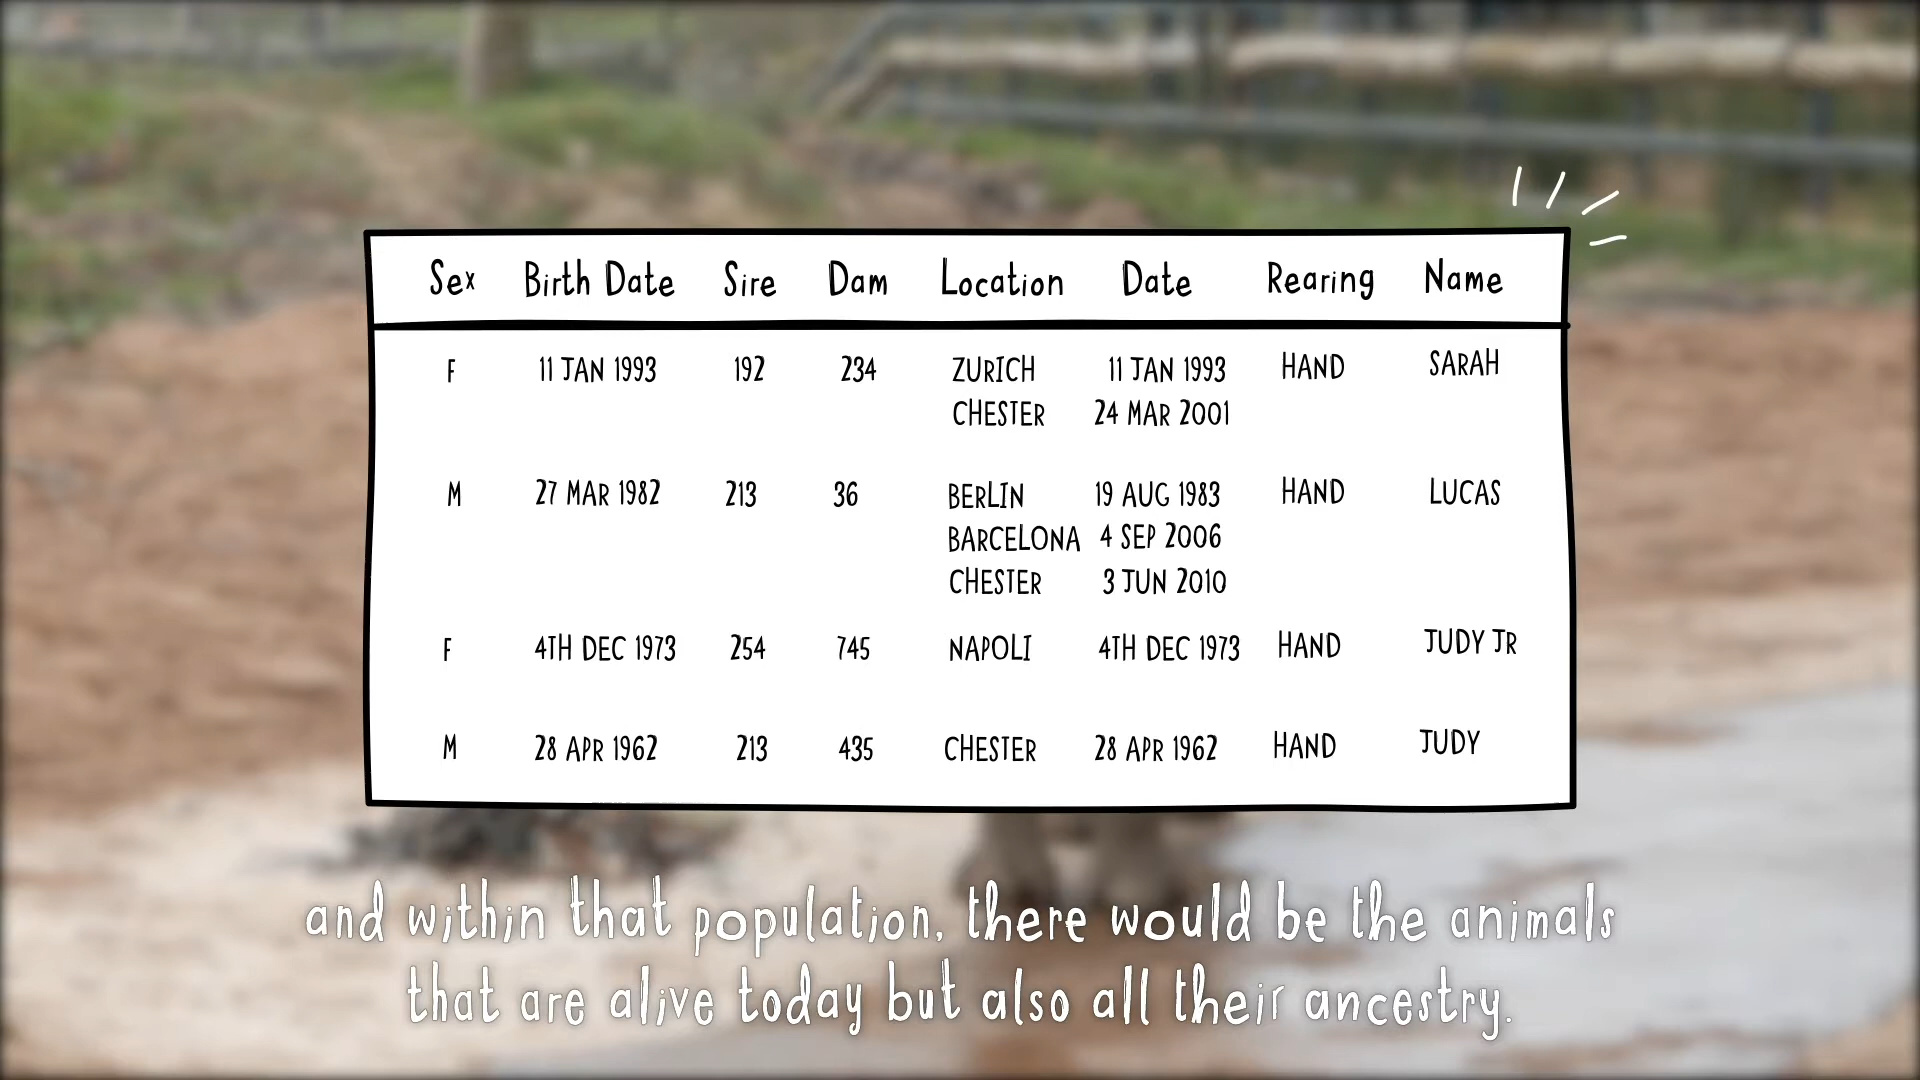 Sex Birth Date Sire Dam Location Date Rearing Name
F 11 JAN 1993 192 234 ZURICH 11 JAN 1993 HAND SARAH
CHESTER 24 MAR 2001
M 27 MAR 1982 213 36 BERLIN 19 AUG 1983 HAND LUCAS
BARCELONA 4 SEP 2006
CHESTER 3 JUN 2010
F 4TH DEC 1973 254 745 NAPOLI 4TH DEC 1973 HAND JUDY JR
M 28 APR 1962 213 435 CHESTER 28 APR 1962 HAND JUDY
and within that population, there would be the animals
that are alive today but also all their ancestry.